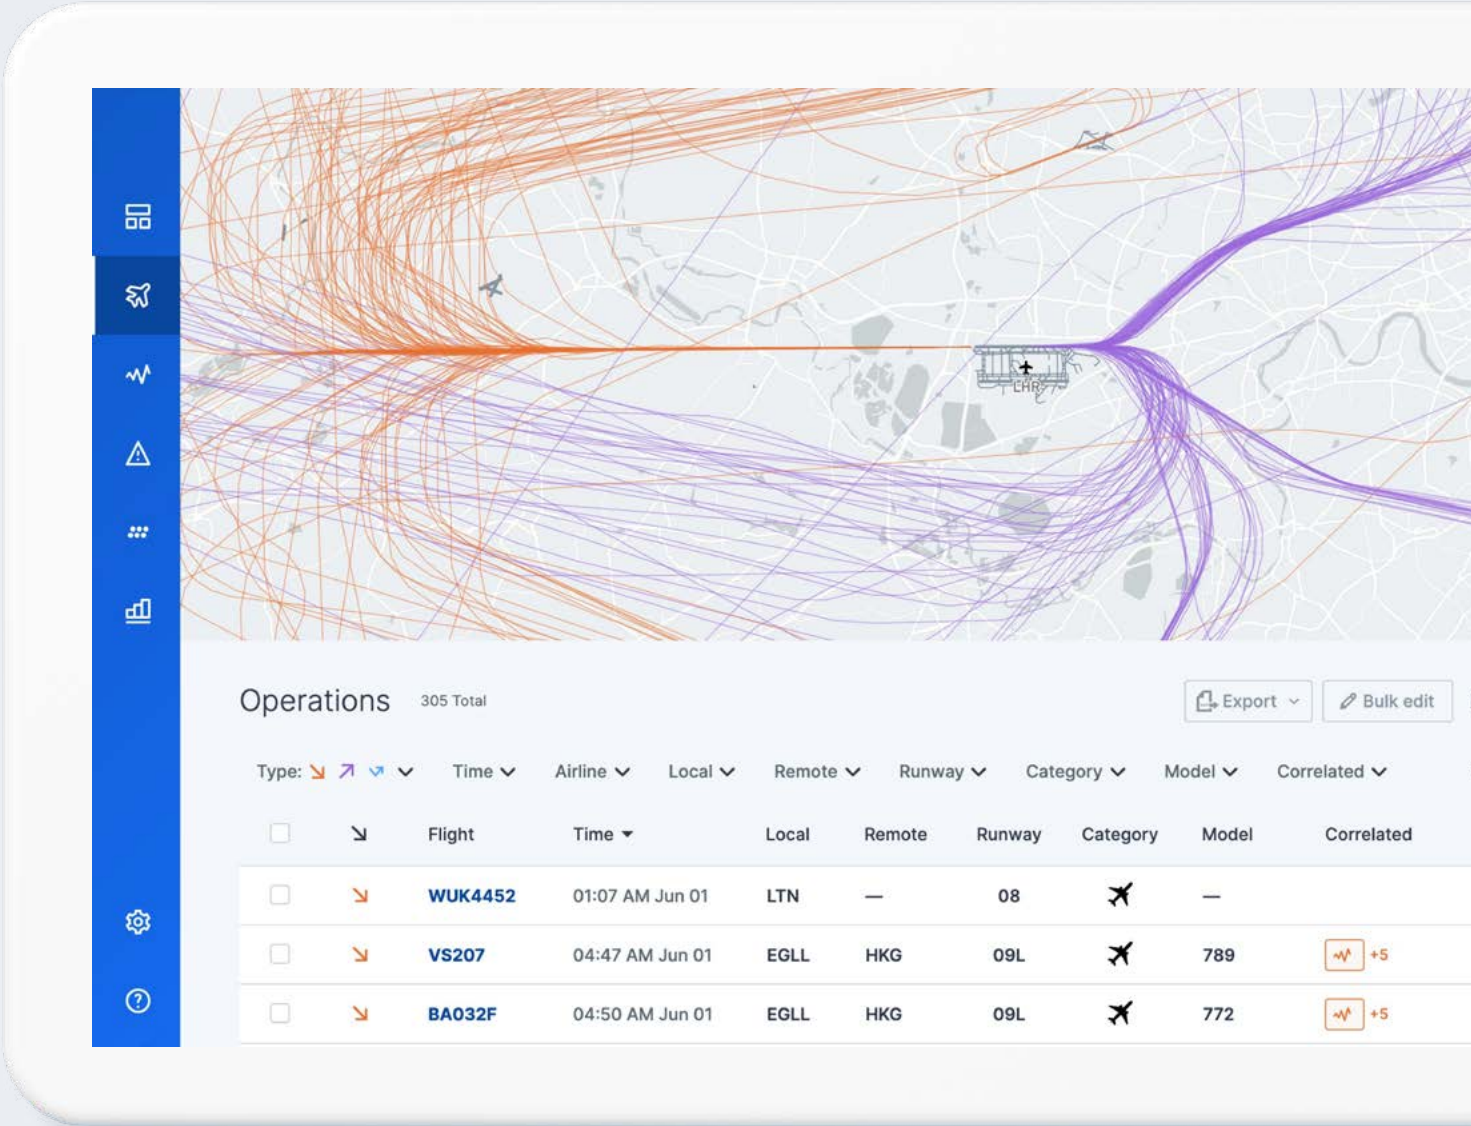 LHR
Operations 305 Total Export Bulk edit
Type: Time Airline Local Remote Runway Category Model Correlated
Flight Time Local Remote Runway Category Model Correlated
WUK4452 01:07 AM Jun 01 LTN — 08 —
VS207 04:47 AM Jun 01 EGLL HKG 09L 789 +5
BA032F 04:50 AM Jun 01 EGLL HKG 09L 772 +5